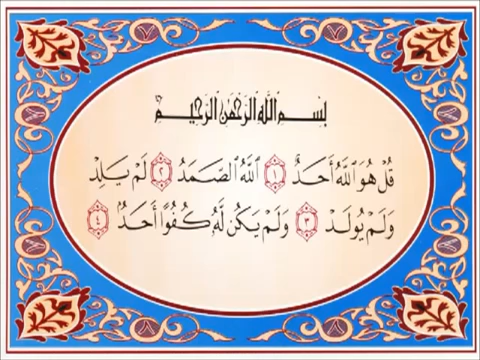 بِسْمِ اللَّهِ الرَّحْمَٰنِ الرَّحِيمِ
قُلْ هُوَ اللَّهُ أَحَدٌ ١ اللَّهُ الصَّمَدُ ٢ لَمْ يَلِدْ
وَلَمْ يُولَدْ ٣ وَلَمْ يَكُن لَّهُ كُفُوًا أَحَدٌ ٤